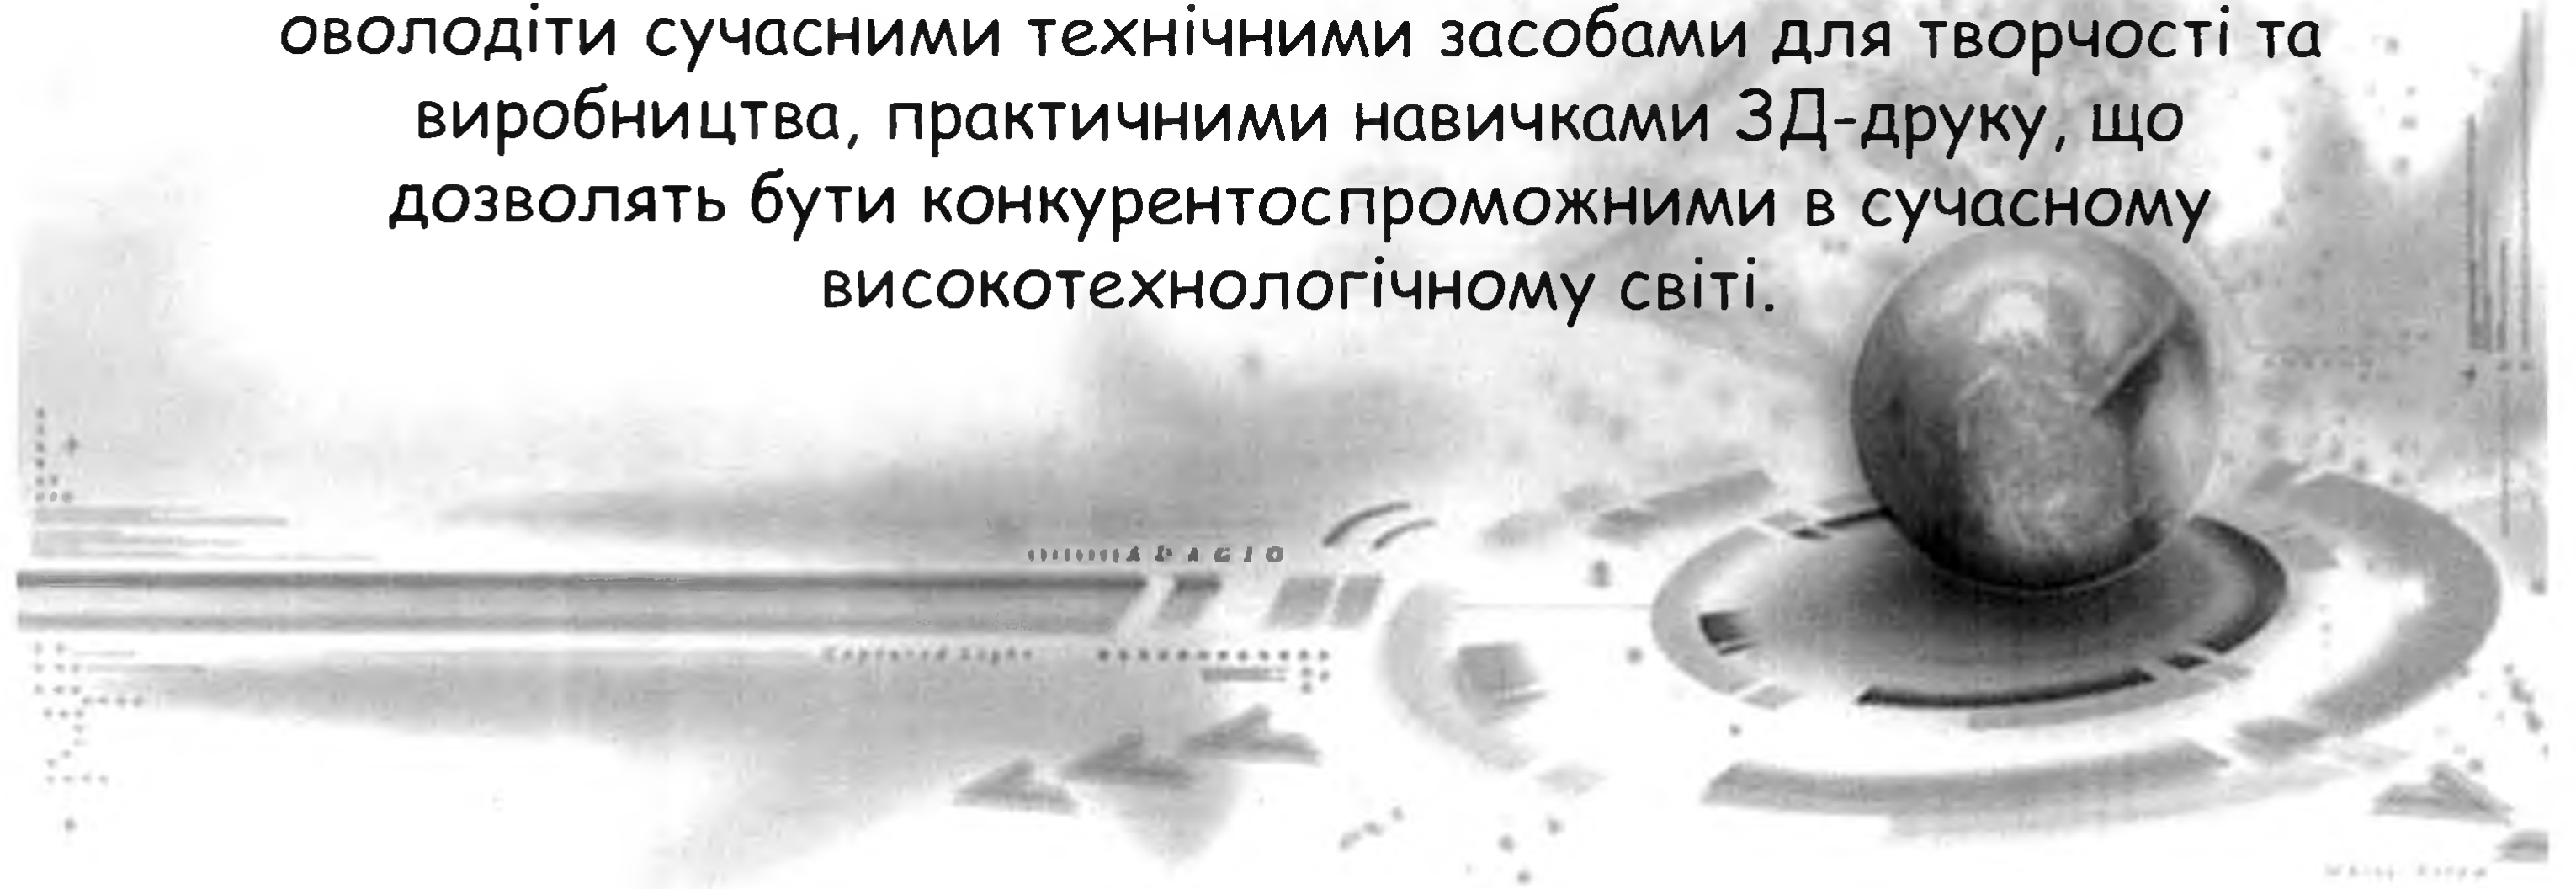 оволодіти сучасними технічними засобами для творчості та
виробництва, практичними навичками 3Д-друку, що
дозволять бути конкурентоспроможними в сучасному
високотехнологічному світі.
ADAGIO